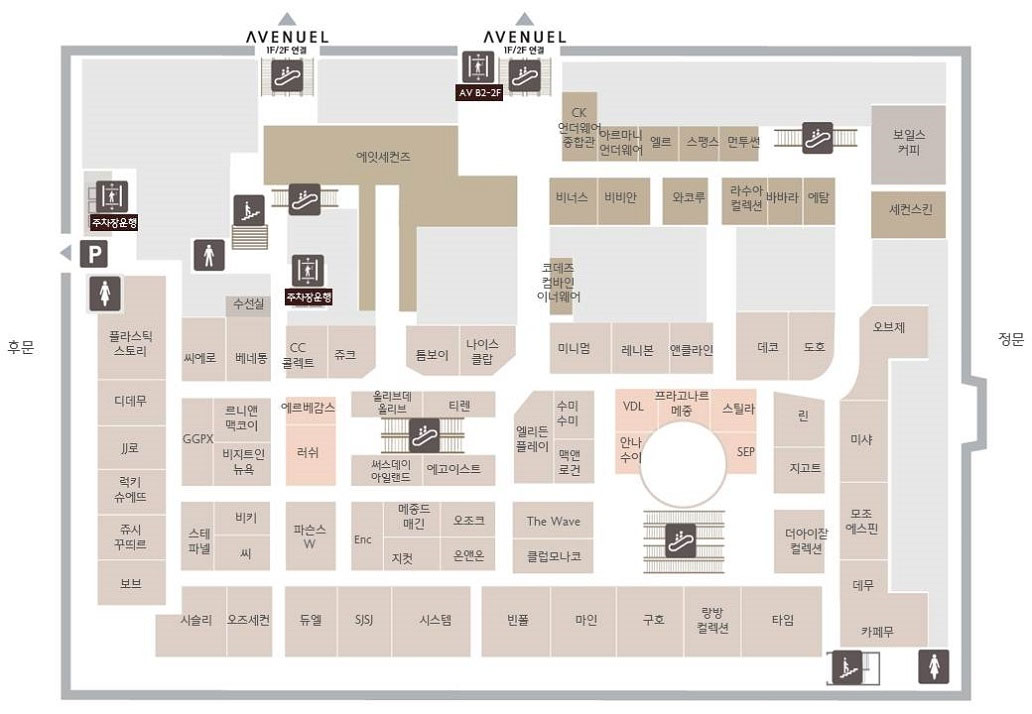 AVENUEL
1F/2F 연결
AVENUEL
1F/2F 연결
AV B2-2F
CK
언더웨어
종합관
아르마니
언더웨어
엘르
스팽스
먼투썬
보일스
커피
에잇세컨즈
비너스
비비안
와코루
라수아
컬렉션
바바라
에탐
세컨스킨
주차장운행
P
코데즈
컴바인
이너웨어
주차장운행
수선실
후문
정문
플라스틱
스토리
씨에로
베네통
CC
콜렉트
쥬크
톰보이
나이스
클랍
미니멈
레니본
앤클라인
데코
도호
오브제
디데무
GGPX
르니앤
맥코이
비지트인
뉴욕
에르베감스
러쉬
올리브데
올리브
티렌
써스데이
아일랜드
에고이스트
엘리든
플레이
수미
수미
맥앤
로건
VDL
프라고나르
메종
스틸라
안나
수이
SEP
린
지고트
미샤
JJ로
럭키
슈에뜨
쥬시
꾸띄르
보브
스테
파넬
비키
씨
파슨스
W
Enc
메종드
매긴
오조크
지컷
온앤온
The Wave
클럽모나코
더아이잗
컬렉션
모조
에스핀
데무
카페무
시슬리
오즈세컨
듀엘
SJSJ
시스템
빈폴
마인
구호
랑방
컬렉션
타임